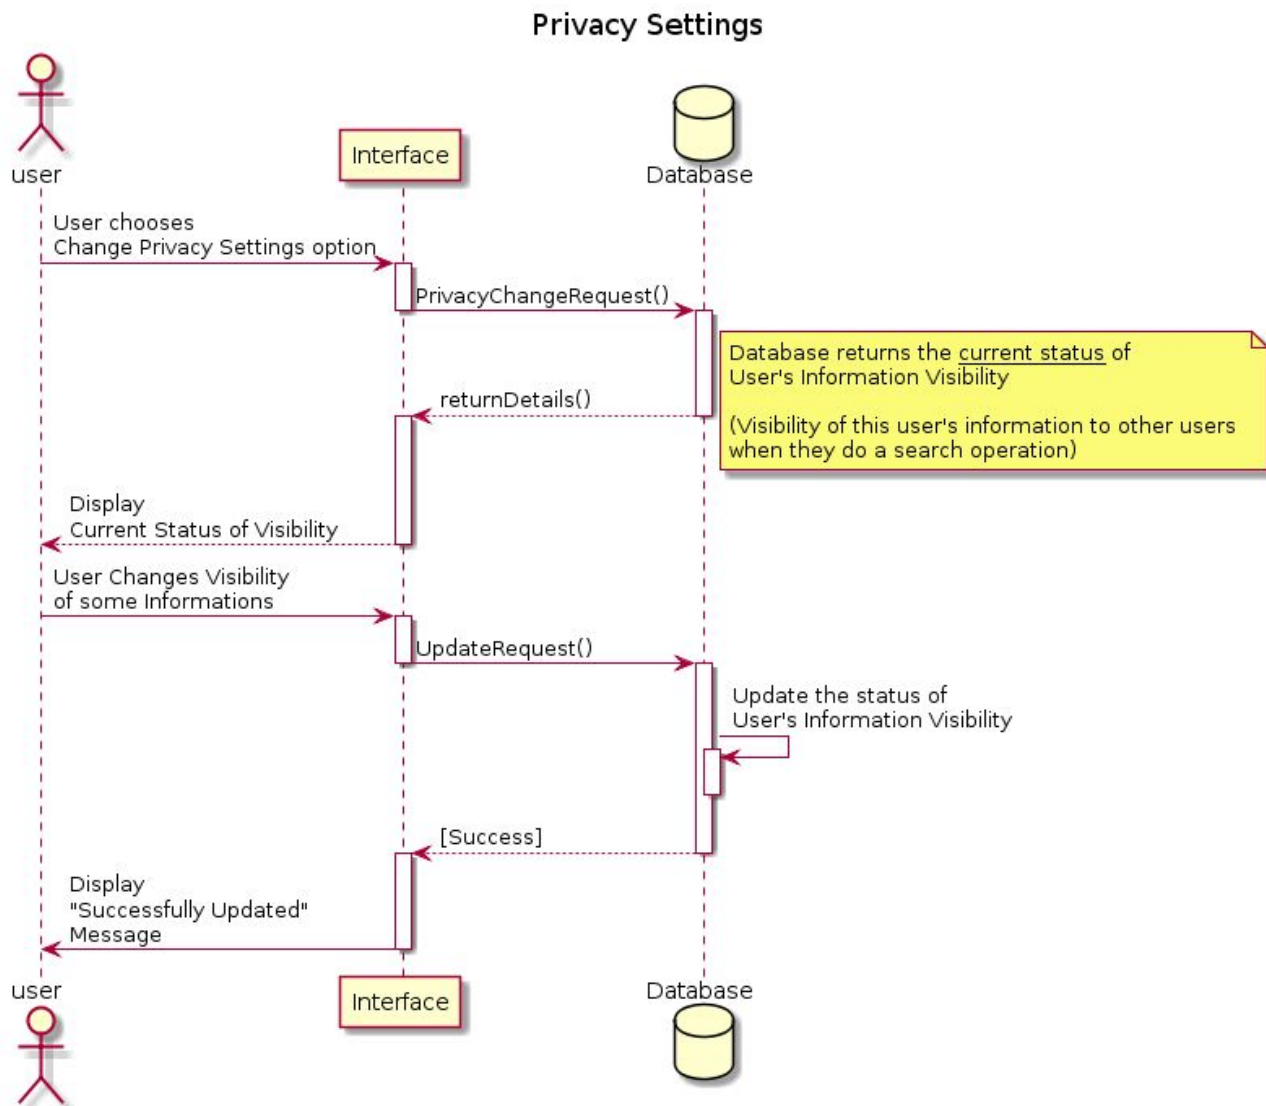 Privacy Settings
user
Interface
Database
User chooses
Change Privacy Settings option
PrivacyChangeRequest()
Database returns the current status of
User's Information Visibility
(Visibility of this user's information to other users
when they do a search operation)
returnDetails()
Display
Current Status of Visibility
User Changes Visibility
of some Informations
UpdateRequest()
Update the status of
User's Information Visibility
[Success]
Display
"Successfully Updated"
Message
user
Interface
Database